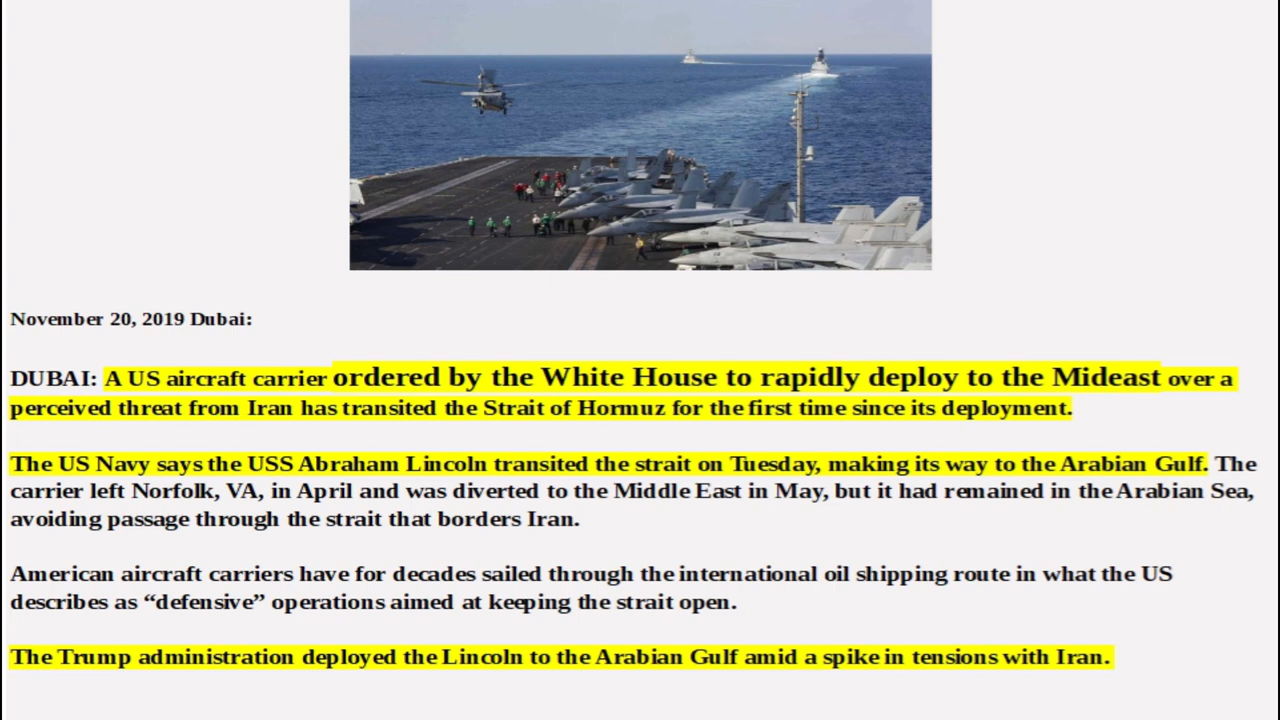 November 20, 2019 Dubai:
DUBAI: A US aircraft carrier ordered by the White House to rapidly deploy to the Mideast over a
perceived threat from Iran has transited the Strait of Hormuz for the first time since its deployment.
The US Navy says the USS Abraham Lincoln transited the strait on Tuesday, making its way to the Arabian Gulf. The
carrier left Norfolk, VA, in April and was diverted to the Middle East in May, but it had remained in the Arabian Sea,
avoiding passage through the strait that borders Iran.
American aircraft carriers have for decades sailed through the international oil shipping route in what the US
describes as “defensive” operations aimed at keeping the strait open.
The Trump administration deployed the Lincoln to the Arabian Gulf amid a spike in tensions with Iran.